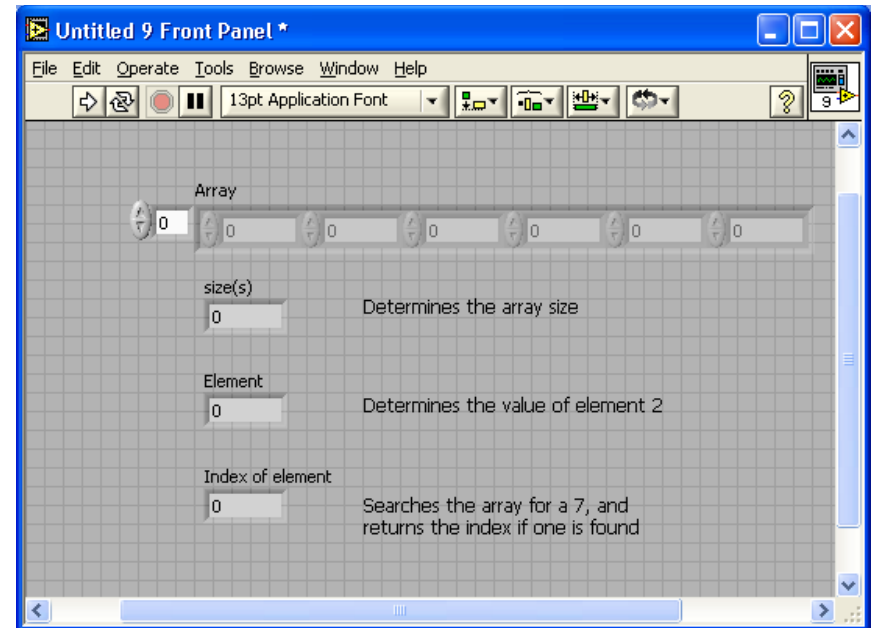 Untitled 9 Front Panel *
File Edit Operate Tools Browse Window Help
13pt Application Font
?
9
Array
0 0 0 0 0 0 0
size(s)
0 Determines the array size
Element
0 Determines the value of element 2
Index of element
0 Searches the array for a 7, and
returns the index if one is found